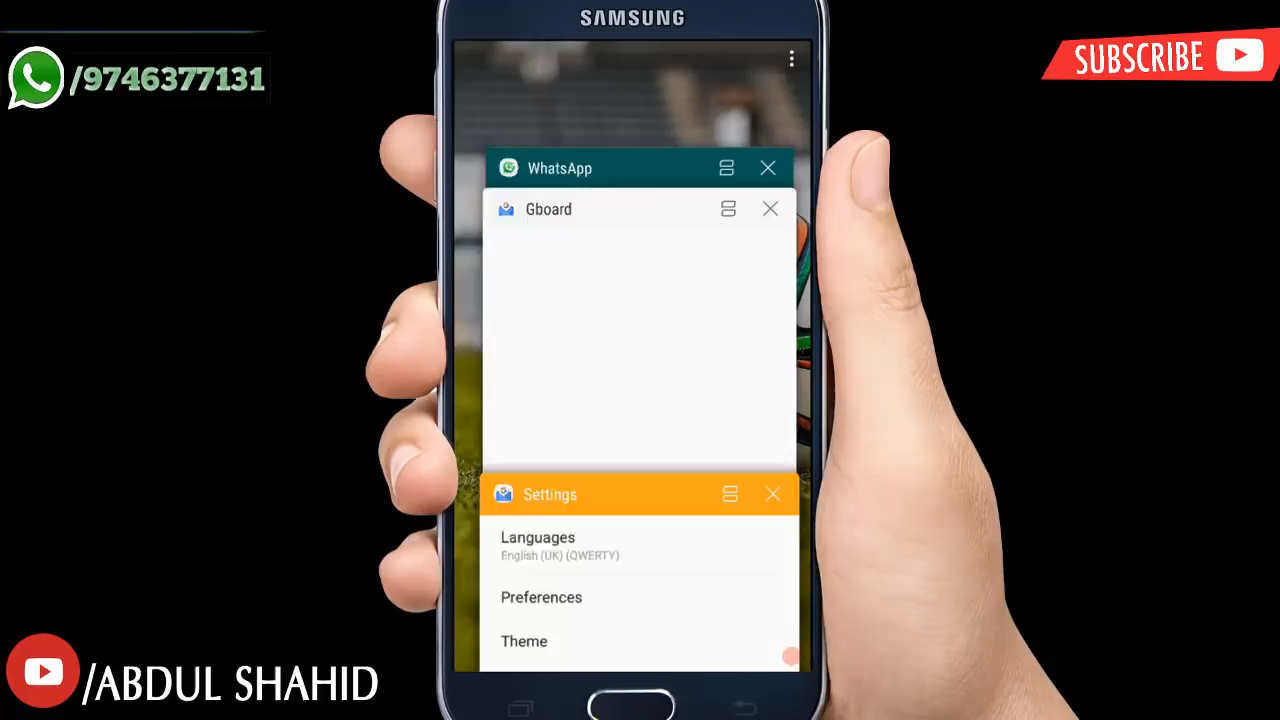 SAMSUNG
/9746377131
SUBSCRIBE
WhatsApp
Gboard
Settings
Languages
English (UK) (QWERTY)
Preferences
Theme
/ABDUL SHAHID